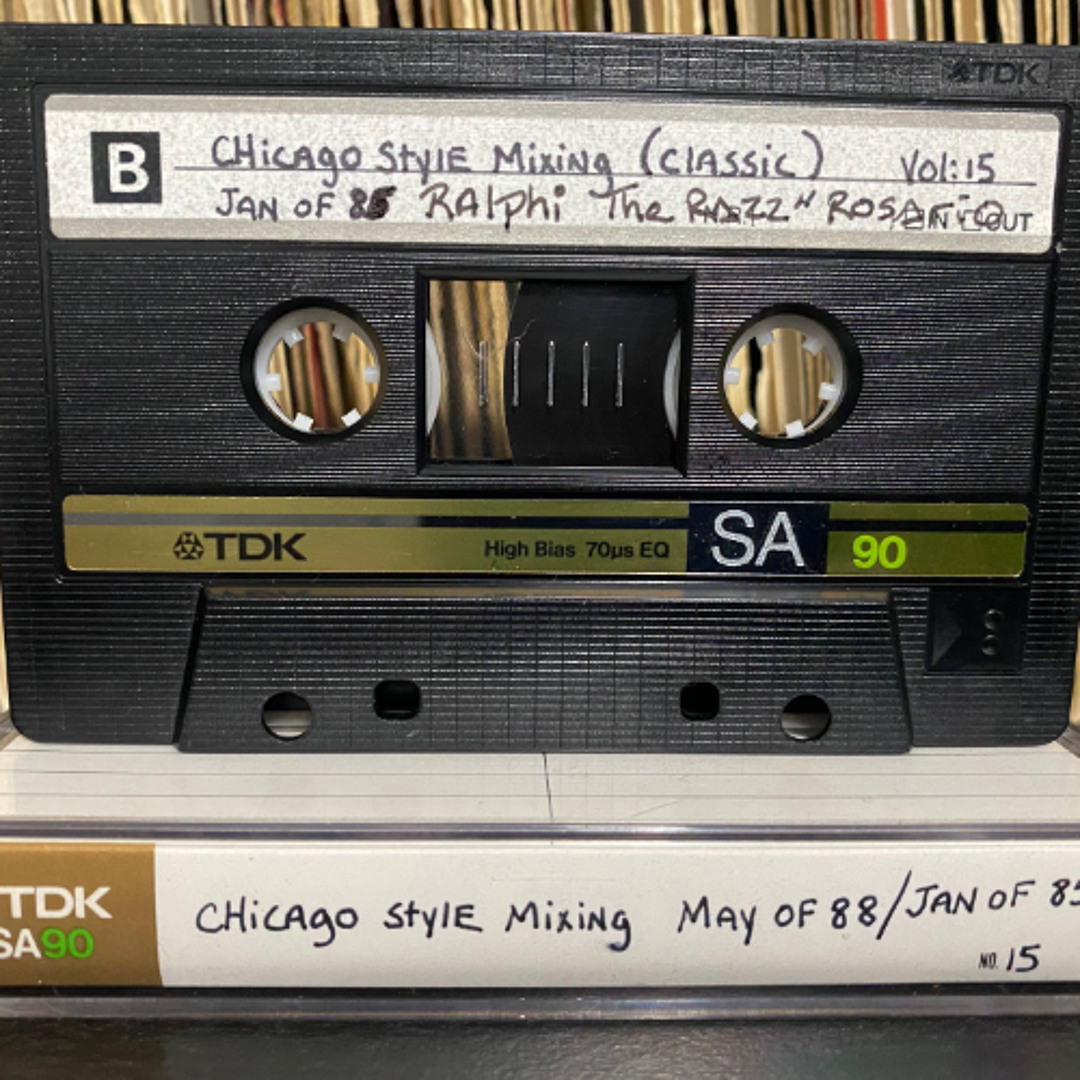 TDK
B CHicAgo StylE Mixing (ClAssic) Vol:15
JAN OF 85 RAlphi The RAZZ" ROSARiO
TDK High Bias 70µs EQ SA 90
TDK
SA90
CHicAgo StylE Mixing MAY OF 88/JAN OF 85
NO. 15